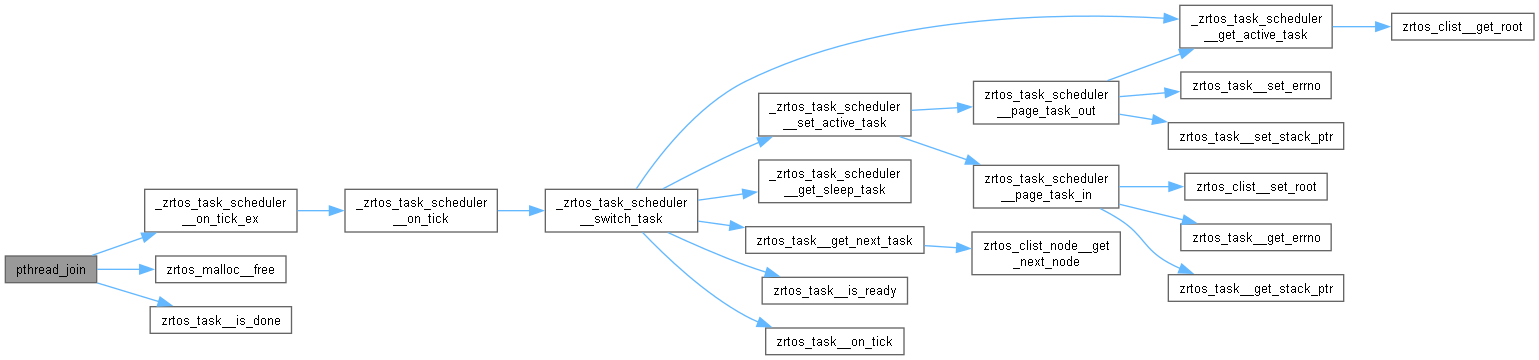 pthread_join
_zrtos_task_scheduler
__on_tick_ex
zrtos_malloc__free
zrtos_task__is_done
_zrtos_task_scheduler
__on_tick
_zrtos_task_scheduler
__switch_task
_zrtos_task_scheduler
__set_active_task
_zrtos_task_scheduler
__get_sleep_task
zrtos_task__get_next_task
zrtos_task__is_ready
zrtos_task__on_tick
zrtos_task_scheduler
__page_task_out
zrtos_task_scheduler
__page_task_in
zrtos_clist_node__get
_next_node
_zrtos_task_scheduler
__get_active_task
zrtos_task__set_errno
zrtos_task__set_stack_ptr
zrtos_clist__set_root
zrtos_task__get_errno
zrtos_task__get_stack_ptr
zrtos_clist__get_root